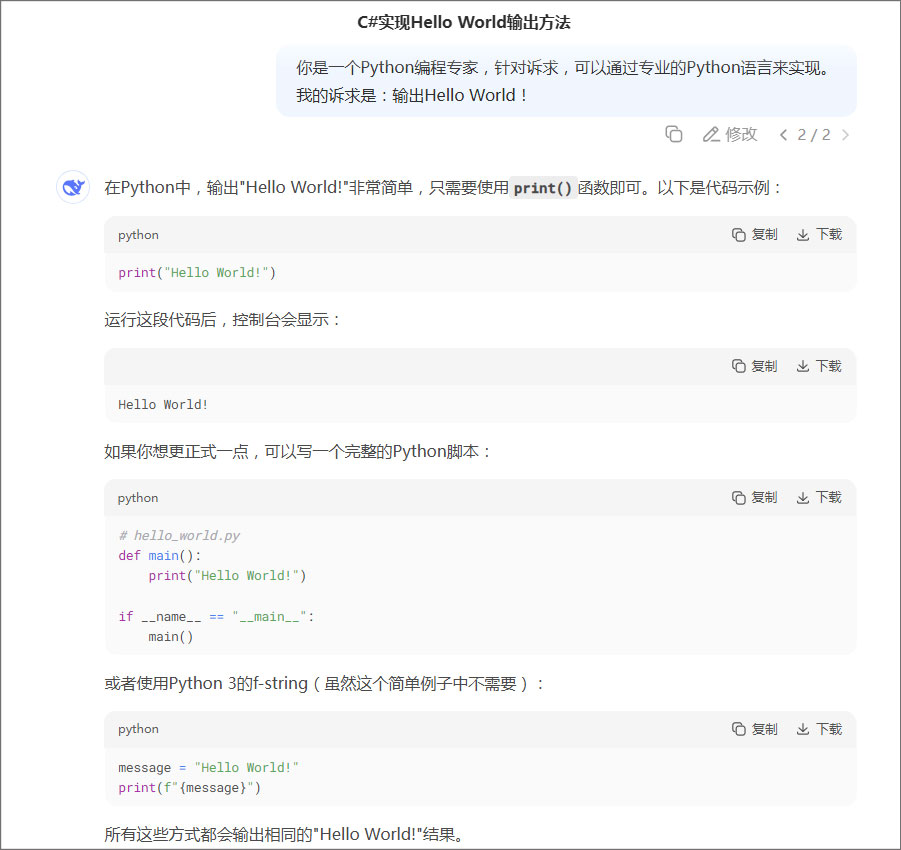 C#实现Hello World输出方法
你是一个Python编程专家，针对诉求，可以通过专业的Python语言来实现。
我的诉求是：输出Hello World！
修改 2 / 2
在Python中，输出"Hello World!"非常简单，只需要使用print()函数即可。以下是代码示例：
python 复制 下载
print("Hello World!")
运行这段代码后，控制台会显示：
复制 下载
Hello World!
如果你想更正式一点，可以写一个完整的Python脚本：
python 复制 下载
# hello_world.py
def main():
    print("Hello World!")
if __name__ == "__main__":
    main()
或者使用Python 3的f-string（虽然这个简单例子中不需要）：
python 复制 下载
message = "Hello World!"
print(f"{message}")
所有这些方式都会输出相同的"Hello World!"结果。